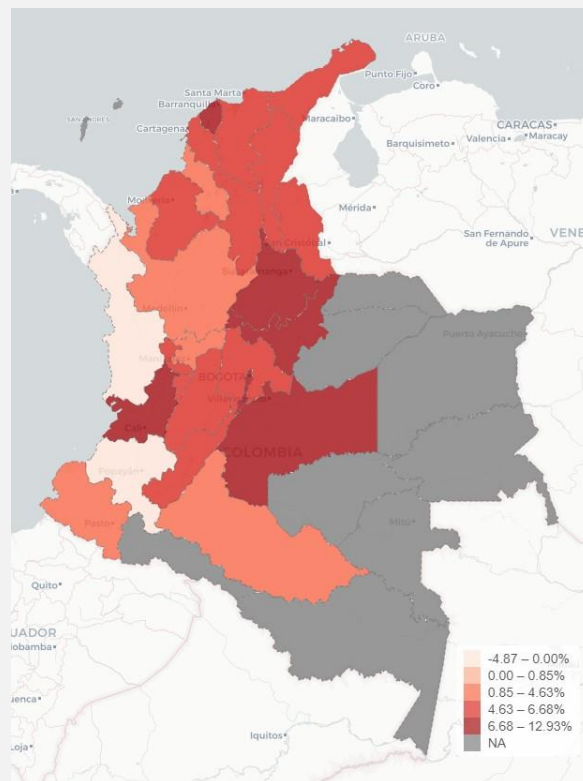 ARUBA
Punto Fijo
Coro
Santa Marta
Barranquilla
Maracaibo
CARACAS
Cartagena
Valencia
Maracay
Barquisimeto
Mérida
San Fernando
de Apure
VENE
San Cristóbal
Bucaramanga
Medellín
Puerto Ayacucho
BOGOTA
Villavicencio
Cali
COLOMBIA
Popayán
Mitú
Pasto
Quito
UADOR
iobamba
uenca
Loja
Iquitos
-4.87 – 0.00%
0.00 – 0.85%
0.85 – 4.63%
4.63 – 6.68%
6.68 – 12.93%
NA